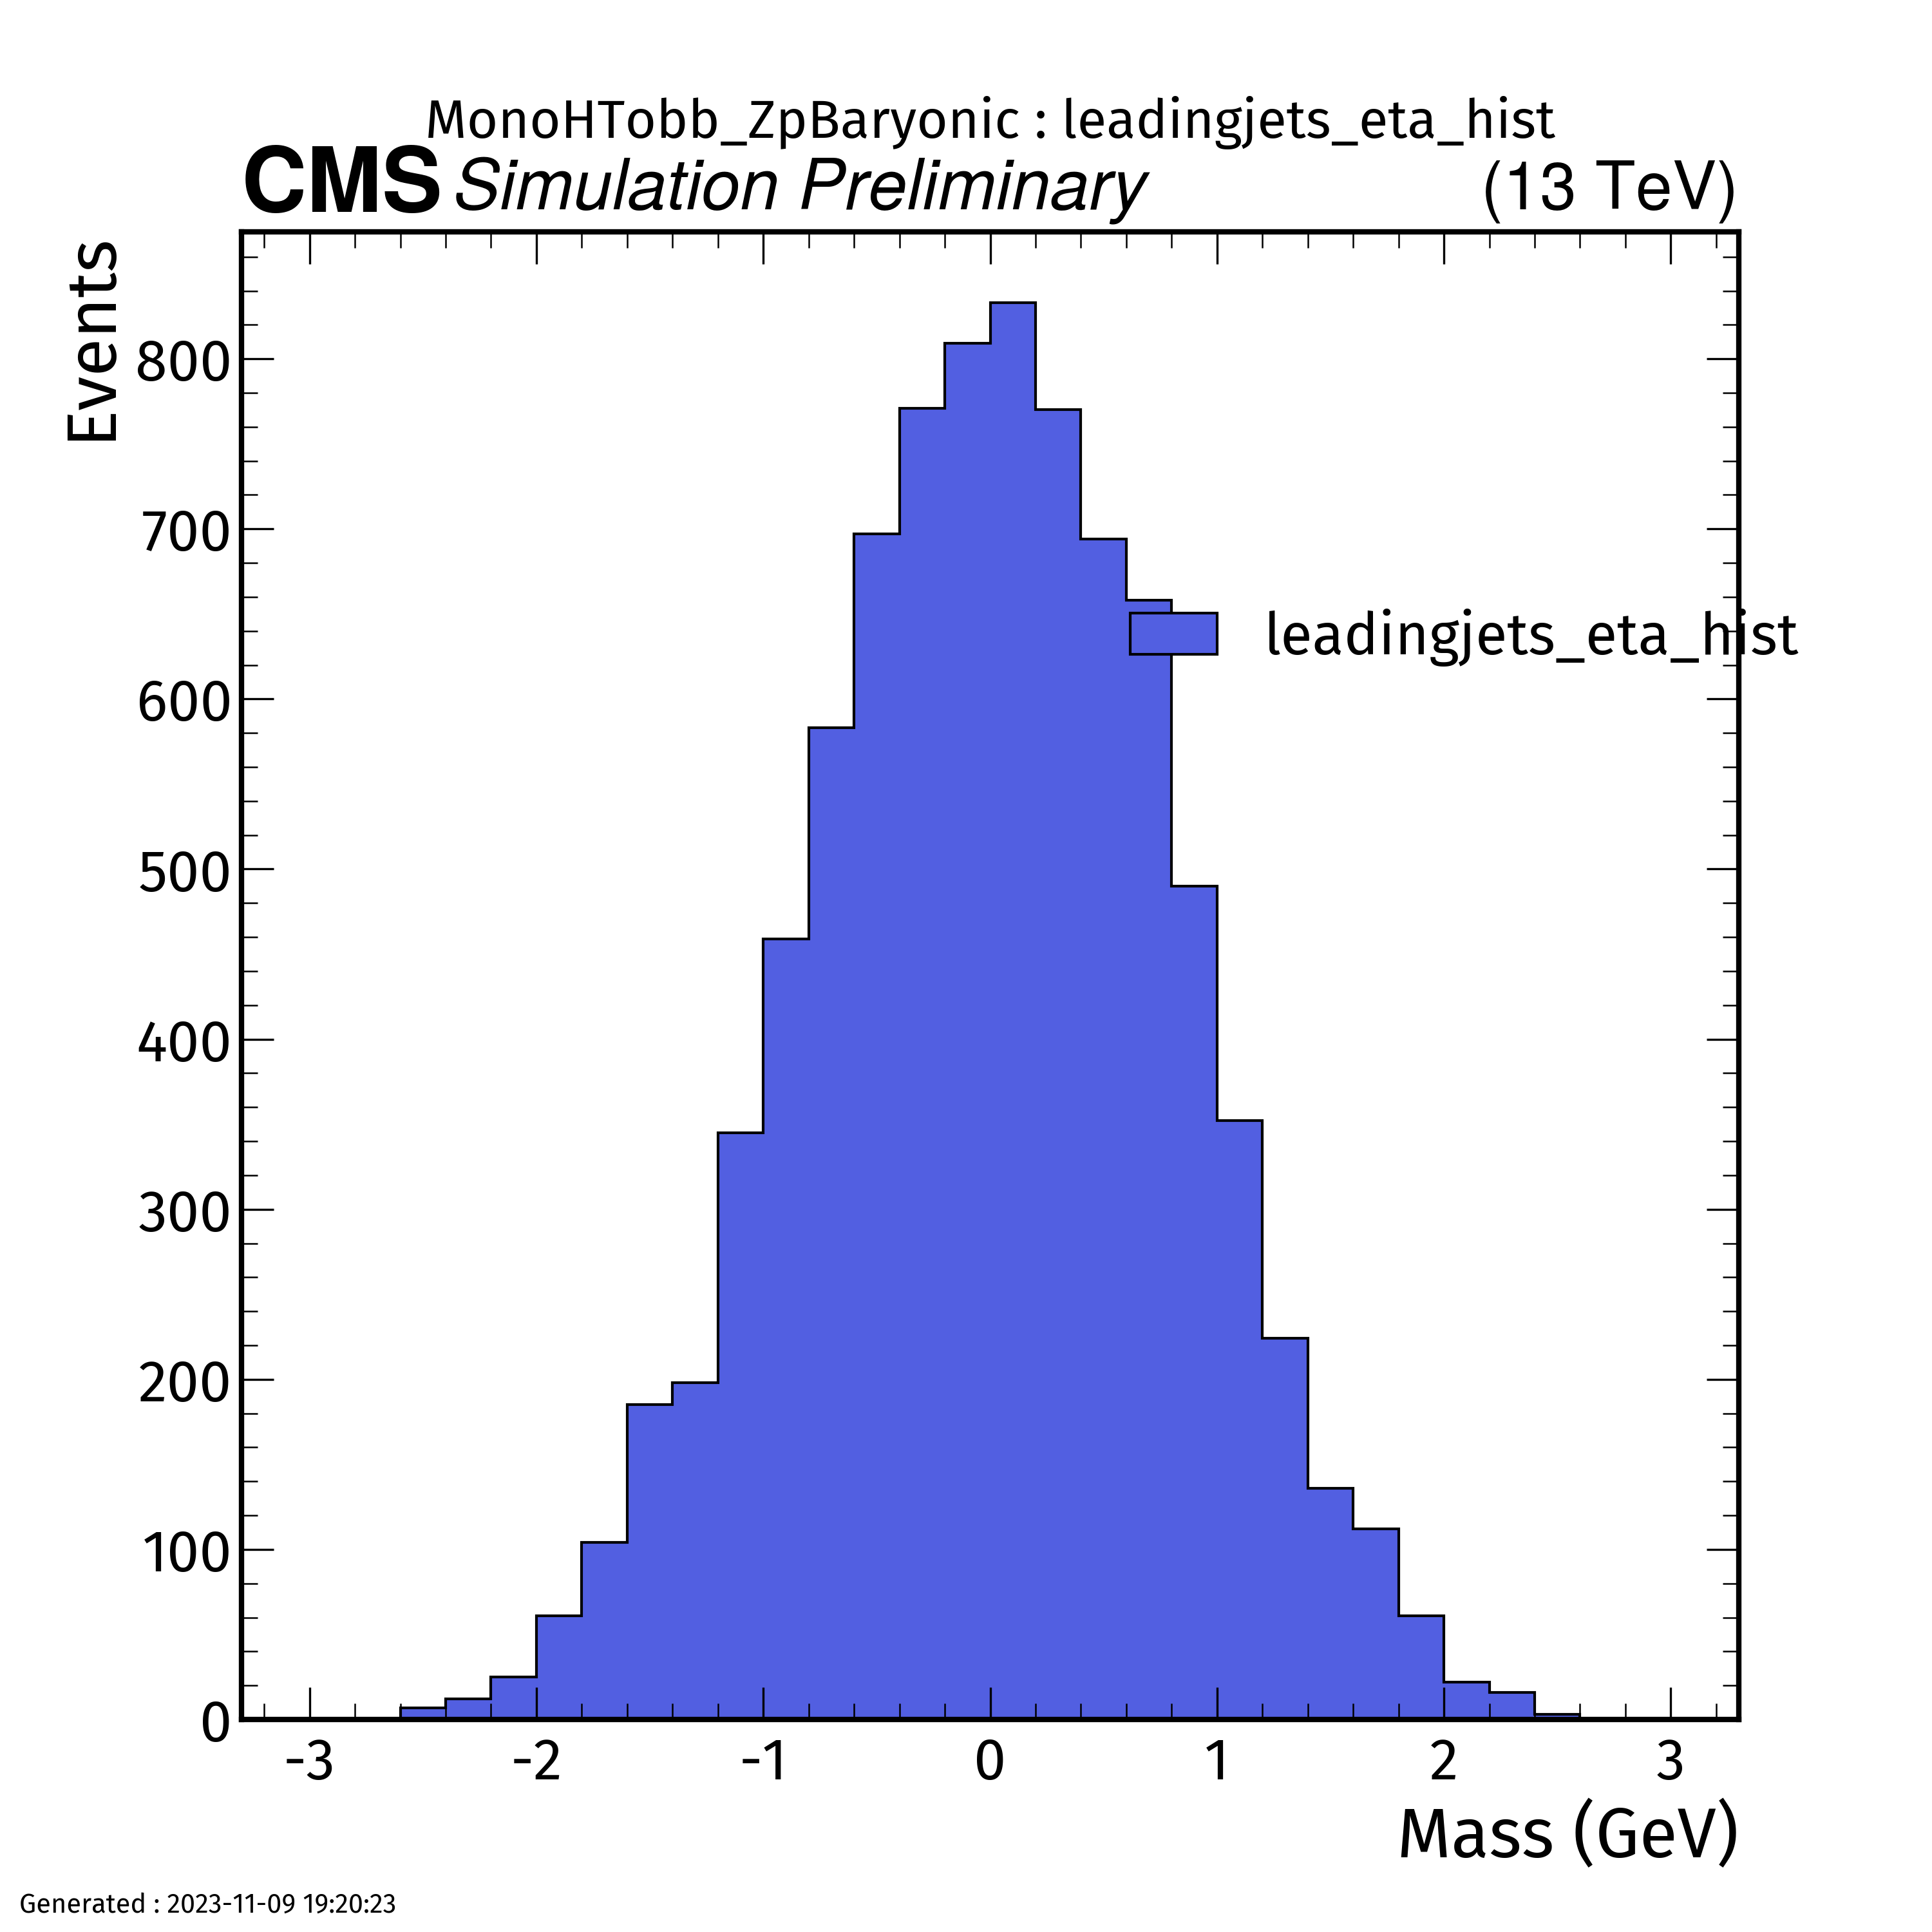 MonoHTobb_ZpBaryonic : leadingjets_eta_hist
CMS Simulation Preliminary (13 TeV)
Events
800
700
600
500
400
300
200
100
0
leadingjets_eta_hist
-3 -2 -1 0 1 2 3
Mass (GeV)
Generated : 2023-11-09 19:20:23